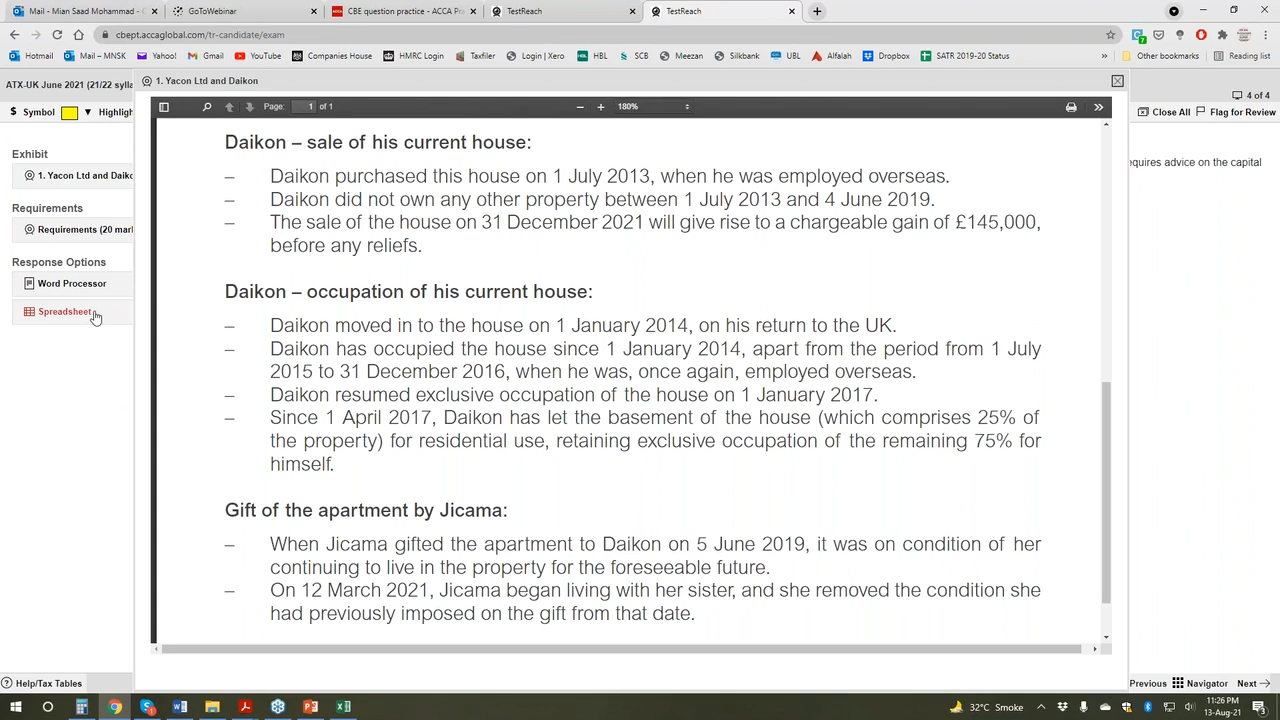 Mail - Mian Saad Mohammad - C
GoToWebinar
CBE question practice - ACCA Pro
TestReach
TestReach
cbept.accaglobal.com/tr-candidate/exam
Hotmail
Mail – MNSK
Yahoo!
Gmail
YouTube
Companies House
HMRC Login
Taxfiler
Login | Xero
HBL
SCB
Meezan
Silkbank
UBL
Alfalah
Dropbox
SATR 2019-20 Status
Other bookmarks
Reading list
ATX-UK June 2021 (21/22 sylla
1. Yacon Ltd and Daikon
4 of 4
Symbol
Highligh
Page: 1 of 1
180%
Close All
Flag for Review
Exhibit
1. Yacon Ltd and Daiko
Requirements
Requirements (20 mar
Response Options
Word Processor
Spreadsheet
equires advice on the capital
Daikon – sale of his current house:
– Daikon purchased this house on 1 July 2013, when he was employed overseas.
– Daikon did not own any other property between 1 July 2013 and 4 June 2019.
– The sale of the house on 31 December 2021 will give rise to a chargeable gain of £145,000,
before any reliefs.
Daikon – occupation of his current house:
– Daikon moved in to the house on 1 January 2014, on his return to the UK.
– Daikon has occupied the house since 1 January 2014, apart from the period from 1 July
2015 to 31 December 2016, when he was, once again, employed overseas.
– Daikon resumed exclusive occupation of the house on 1 January 2017.
– Since 1 April 2017, Daikon has let the basement of the house (which comprises 25% of
the property) for residential use, retaining exclusive occupation of the remaining 75% for
himself.
Gift of the apartment by Jicama:
– When Jicama gifted the apartment to Daikon on 5 June 2019, it was on condition of her
continuing to live in the property for the foreseeable future.
– On 12 March 2021, Jicama began living with her sister, and she removed the condition she
had previously imposed on the gift from that date.
Help/Tax Tables
Previous
Navigator
Next
32°C Smoke
11:26 PM
13-Aug-21